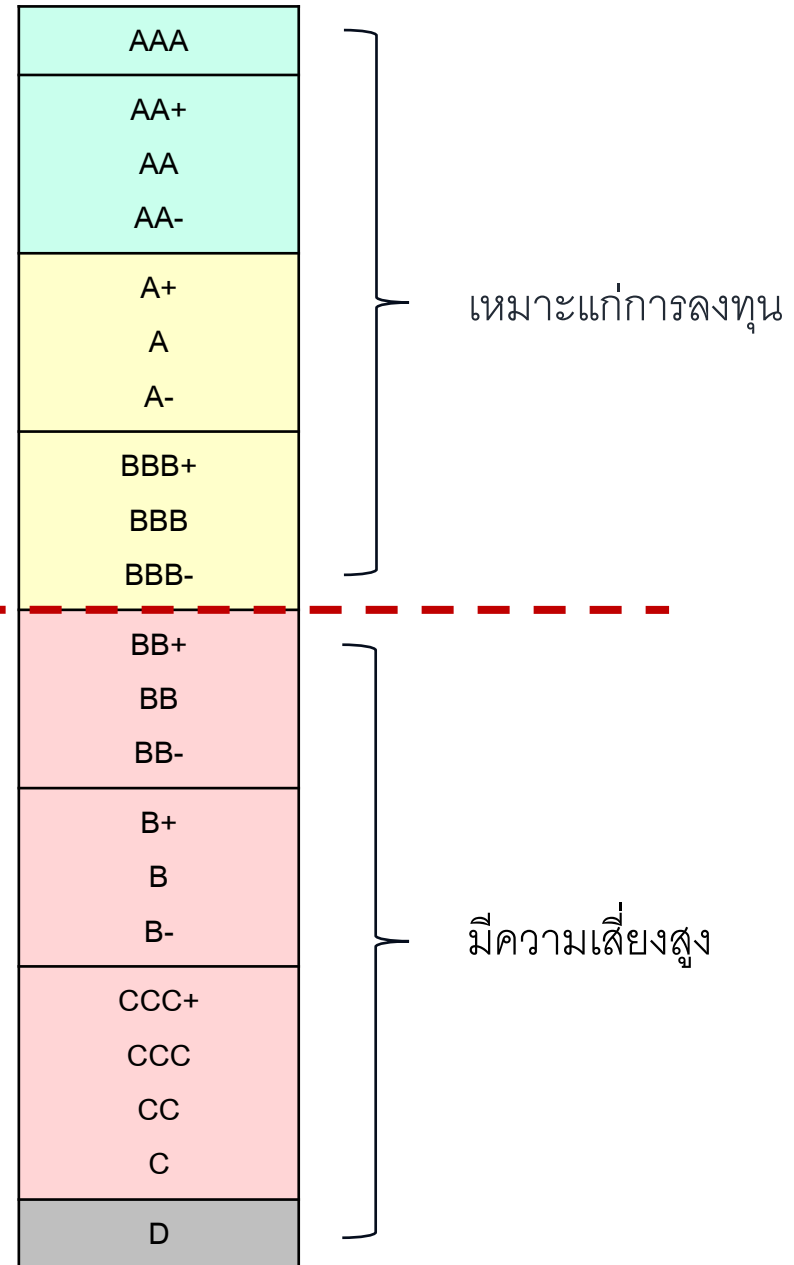 AAA
AA+
AA
AA-
A+
A
A-
เหมาะแก่การลงทุน
BBB+
BBB
BBB-
BB+
BB
BB-
B+
B
B-
มีความเสี่ยงสูง
CCC+
CCC
CC
C
D